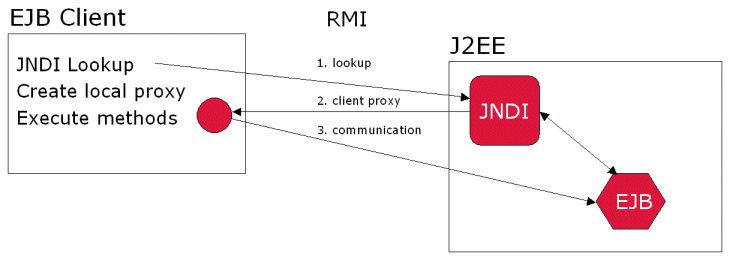 EJB Client
RMI
J2EE
JNDI Lookup
Create local proxy
Execute methods
1. lookup
2. client proxy
3. communication
JNDI
EJB